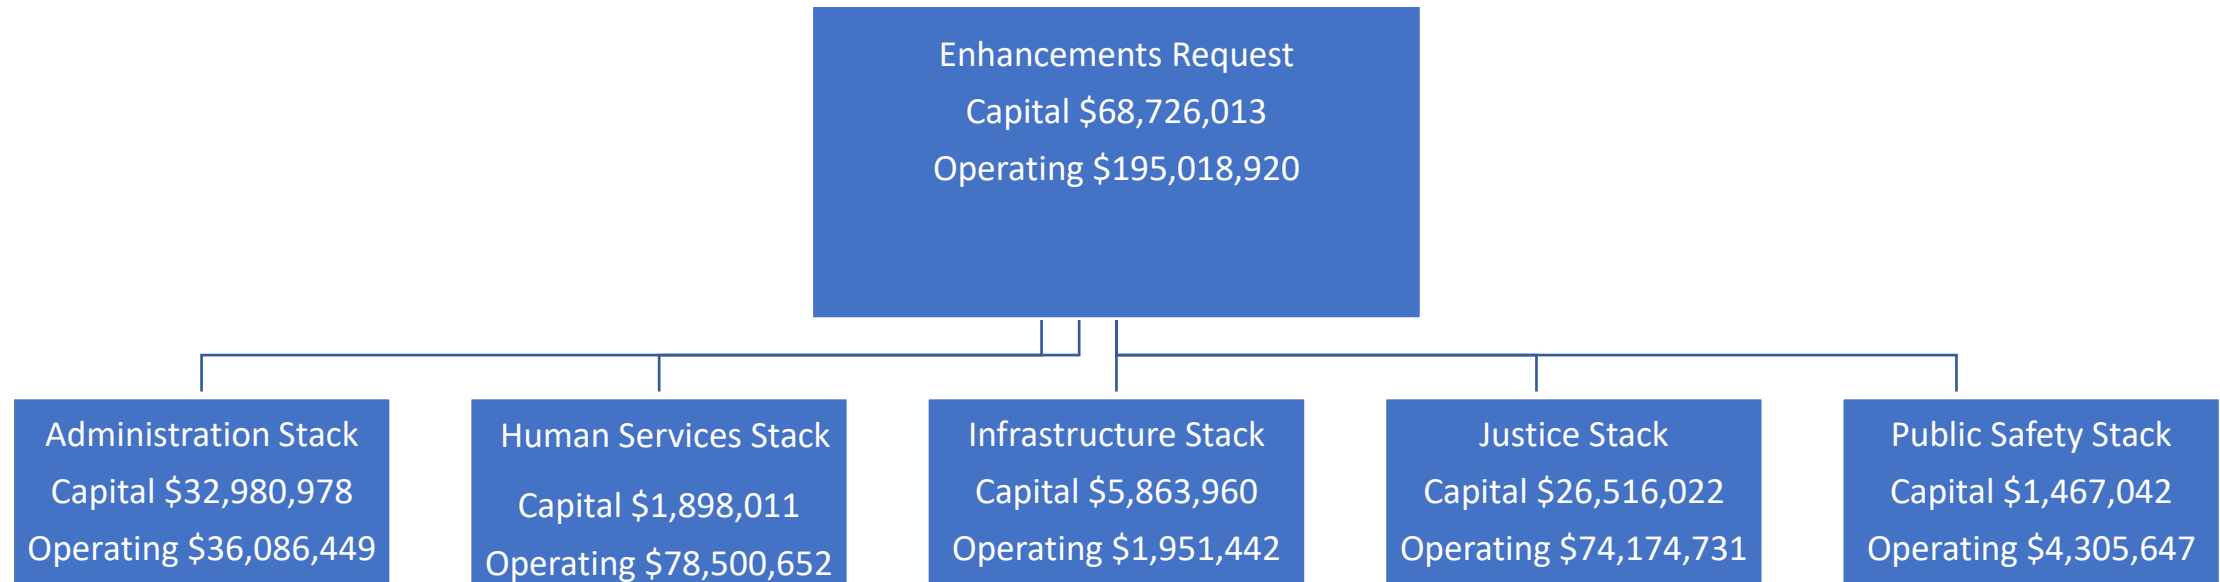 Enhancements Request
Capital $68,726,013
Operating $195,018,920
Administration Stack
Capital $32,980,978
Operating $36,086,449
Human Services Stack
Capital $1,898,011
Operating $78,500,652
Infrastructure Stack
Capital $5,863,960
Operating $1,951,442
Justice Stack
Capital $26,516,022
Operating $74,174,731
Public Safety Stack
Capital $1,467,042
Operating $4,305,647